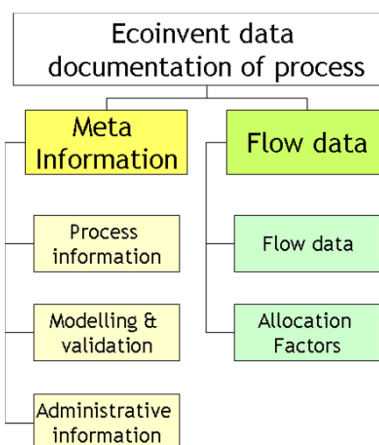 Ecoinvent data
documentation of process
Meta
Information
Flow data
Process
information
Flow data
Modelling &
validation
Allocation
Factors
Administrative
information